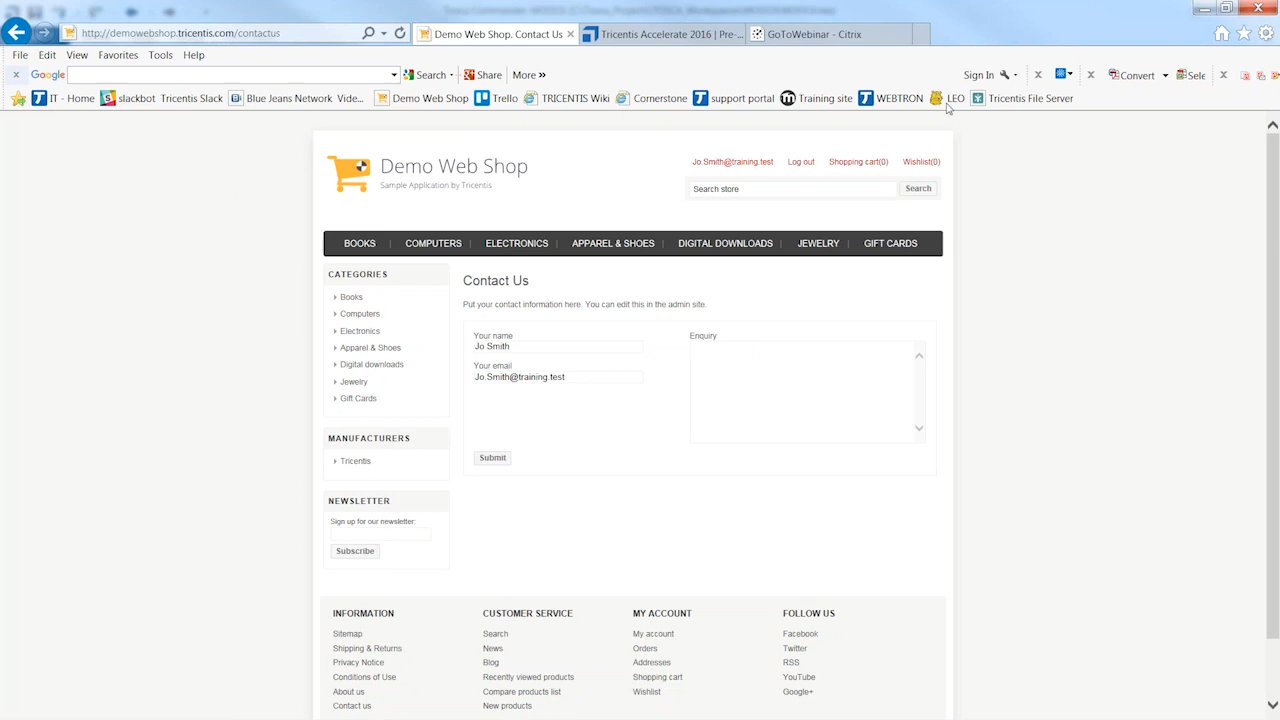 http://demowebshop.tricentis.com/contactus
Demo Web Shop. Contact Us
Tricentis Accelerate 2016 | Pre-...
GoToWebinar - Citrix
File Edit View Favorites Tools Help
Google Search Share More »
Sign In Convert Sele
IT - Home slackbot Tricentis Slack Blue Jeans Network Vide... Demo Web Shop Trello TRICENTIS Wiki Cornerstone support portal Training site WEBTRON LEO Tricentis File Server
Demo Web Shop
Sample Application by Tricentis
Jo.Smith@training.test Log out Shopping cart(0) Wishlist(0)
Search store Search
BOOKS | COMPUTERS | ELECTRONICS | APPAREL & SHOES | DIGITAL DOWNLOADS | JEWELRY | GIFT CARDS
CATEGORIES
Books
Computers
Electronics
Apparel & Shoes
Digital downloads
Jewelry
Gift Cards
MANUFACTURERS
Tricentis
NEWSLETTER
Sign up for our newsletter:
Subscribe
Contact Us
Put your contact information here. You can edit this in the admin site.
Your name
Jo Smith
Your email
Jo.Smith@training.test
Enquiry
Submit
INFORMATION
Sitemap
Shipping & Returns
Privacy Notice
Conditions of Use
About us
Contact us
CUSTOMER SERVICE
Search
News
Blog
Recently viewed products
Compare products list
New products
MY ACCOUNT
My account
Orders
Addresses
Shopping cart
Wishlist
FOLLOW US
Facebook
Twitter
RSS
YouTube
Google+